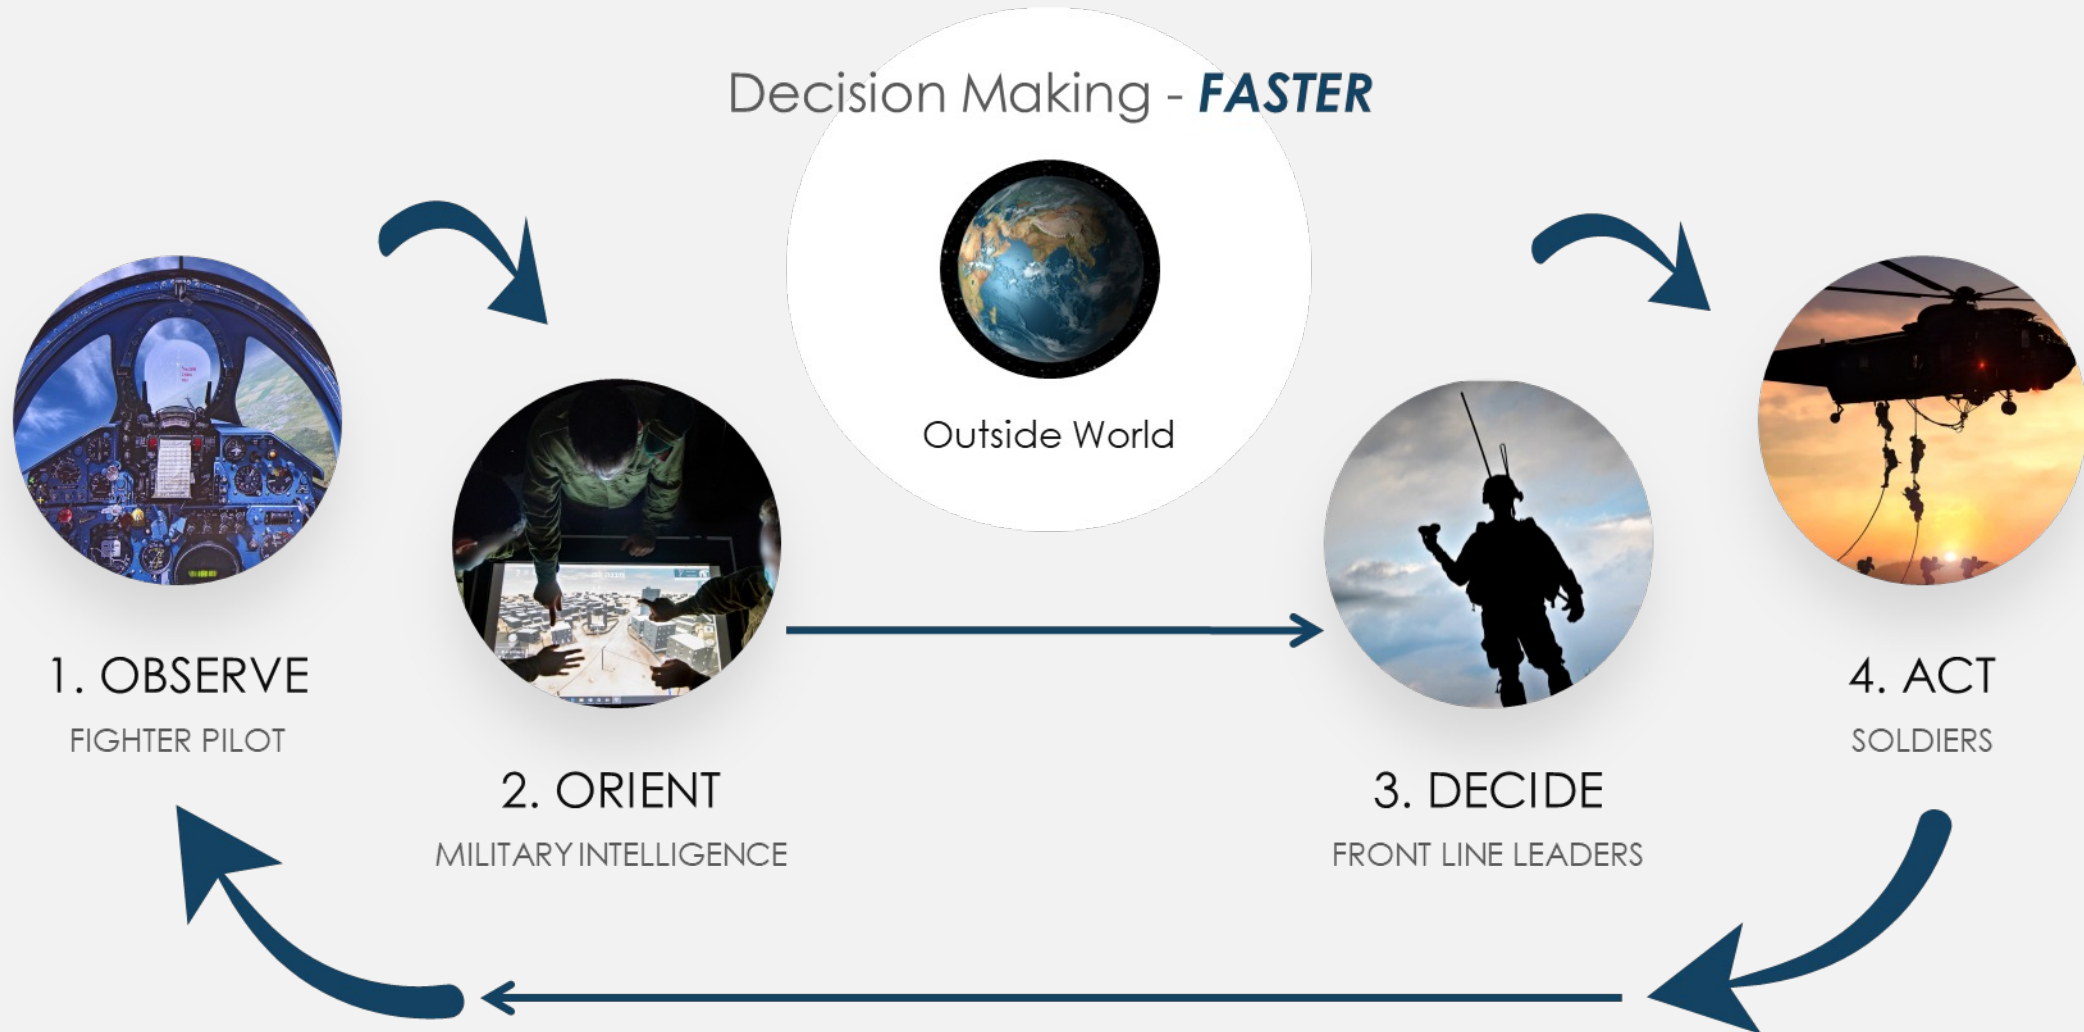 Decision Making - FASTER
Outside World
1. OBSERVE
FIGHTER PILOT
2. ORIENT
MILITARY INTELLIGENCE
3. DECIDE
FRONT LINE LEADERS
4. ACT
SOLDIERS